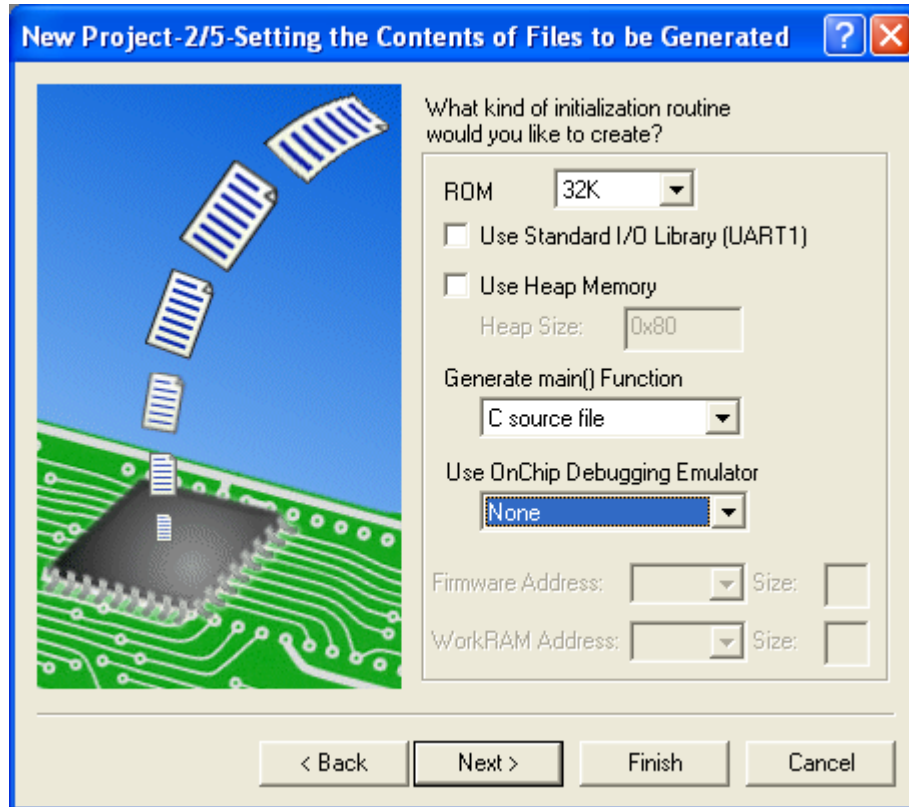 New Project-2/5-Setting the Contents of Files to be Generated
What kind of initialization routine
would you like to create?
ROM 32K
Use Standard I/O Library (UART1)
Use Heap Memory
Heap Size: 0x80
Generate main() Function
C source file
Use OnChip Debugging Emulator
None
Firmware Address: Size:
WorkRAM Address: Size:
< Back Next > Finish Cancel